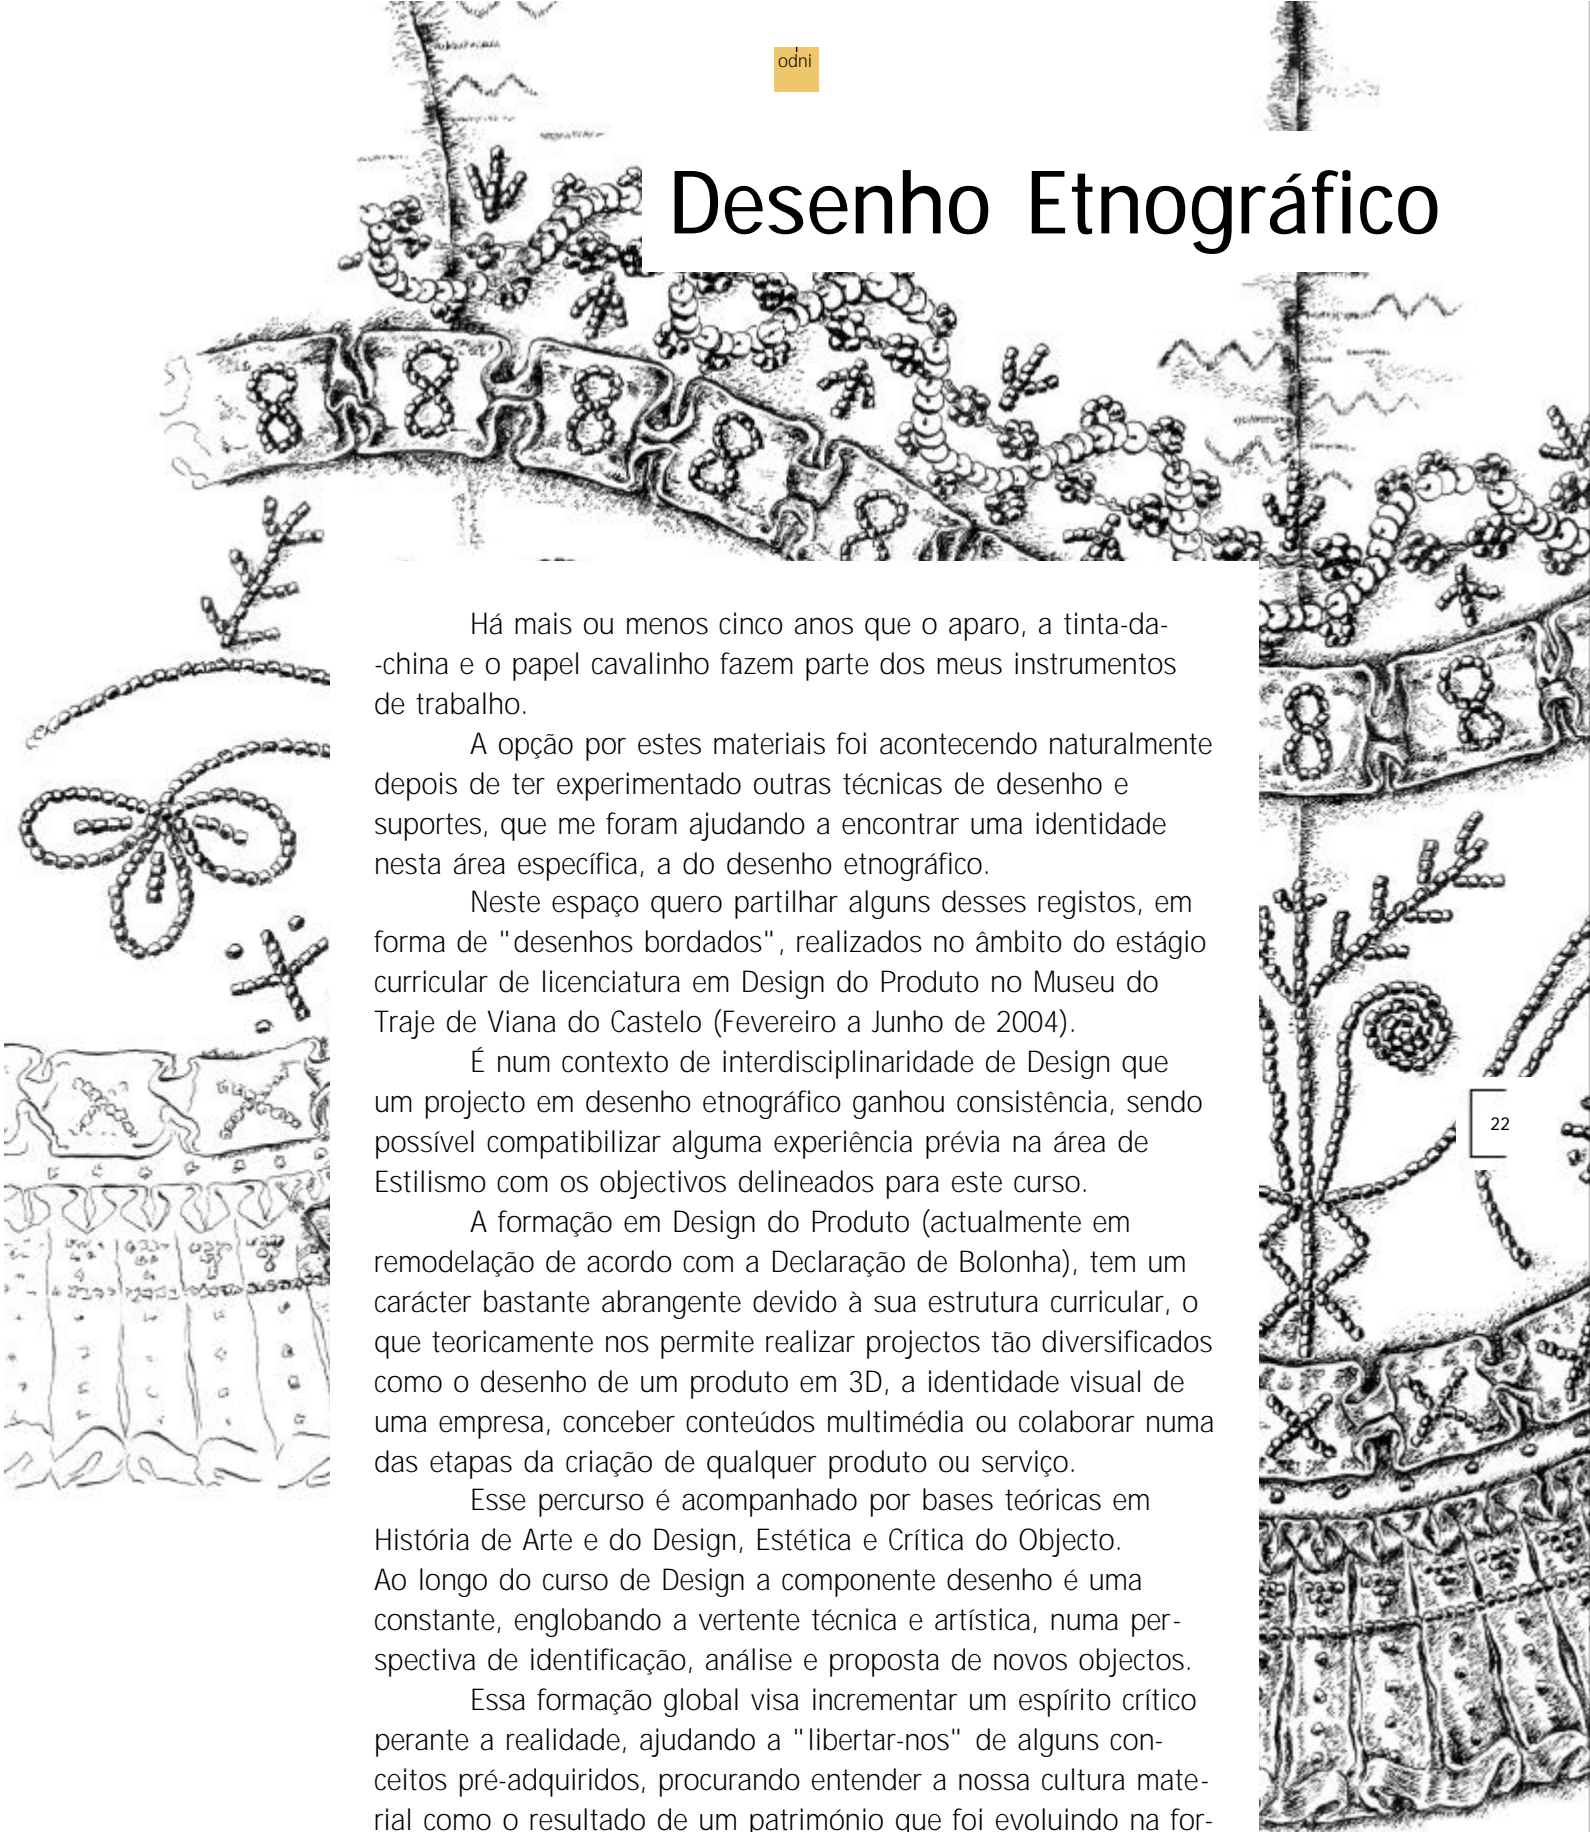 odni
Desenho Etnográfico
Há mais ou menos cinco anos que o aparo, a tinta-da-
-china e o papel cavalinho fazem parte dos meus instrumentos
de trabalho.
A opção por estes materiais foi acontecendo naturalmente
depois de ter experimentado outras técnicas de desenho e
suportes, que me foram ajudando a encontrar uma identidade
nesta área específica, a do desenho etnográfico.
Neste espaço quero partilhar alguns desses registos, em
forma de "desenhos bordados", realizados no âmbito do estágio
curricular de licenciatura em Design do Produto no Museu do
Traje de Viana do Castelo (Fevereiro a Junho de 2004).
É num contexto de interdisciplinaridade de Design que
um projecto em desenho etnográfico ganhou consistência, sendo
possível compatibilizar alguma experiência prévia na área de
Estilismo com os objectivos delineados para este curso.
A formação em Design do Produto (actualmente em
remodelação de acordo com a Declaração de Bolonha), tem um
carácter bastante abrangente devido à sua estrutura curricular, o
que teoricamente nos permite realizar projectos tão diversificados
como o desenho de um produto em 3D, a identidade visual de
uma empresa, conceber conteúdos multimédia ou colaborar numa
das etapas da criação de qualquer produto ou serviço.
Esse percurso é acompanhado por bases teóricas em
História de Arte e do Design, Estética e Crítica do Objecto.
Ao longo do curso de Design a componente desenho é uma
constante, englobando a vertente técnica e artística, numa per-
spectiva de identificação, análise e proposta de novos objectos.
Essa formação global visa incrementar um espírito crítico
perante a realidade, ajudando a "libertar-nos" de alguns con-
ceitos pré-adquiridos, procurando entender a nossa cultura mate-
rial como o resultado de um património que foi evoluindo na for-
22